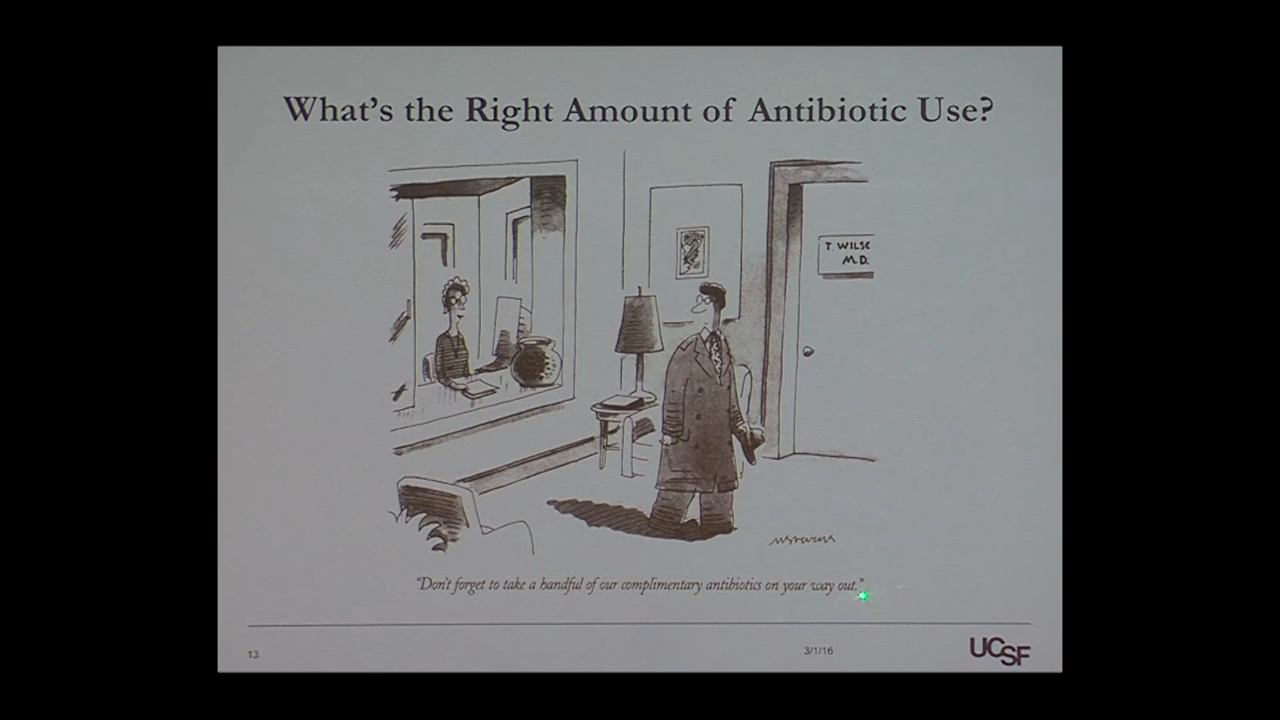 What's the Right Amount of Antibiotic Use?
T. WILSC
M.D.
"Don't forget to take a handful of our complimentary antibiotics on your way out."
13
3/1/16
UCSF